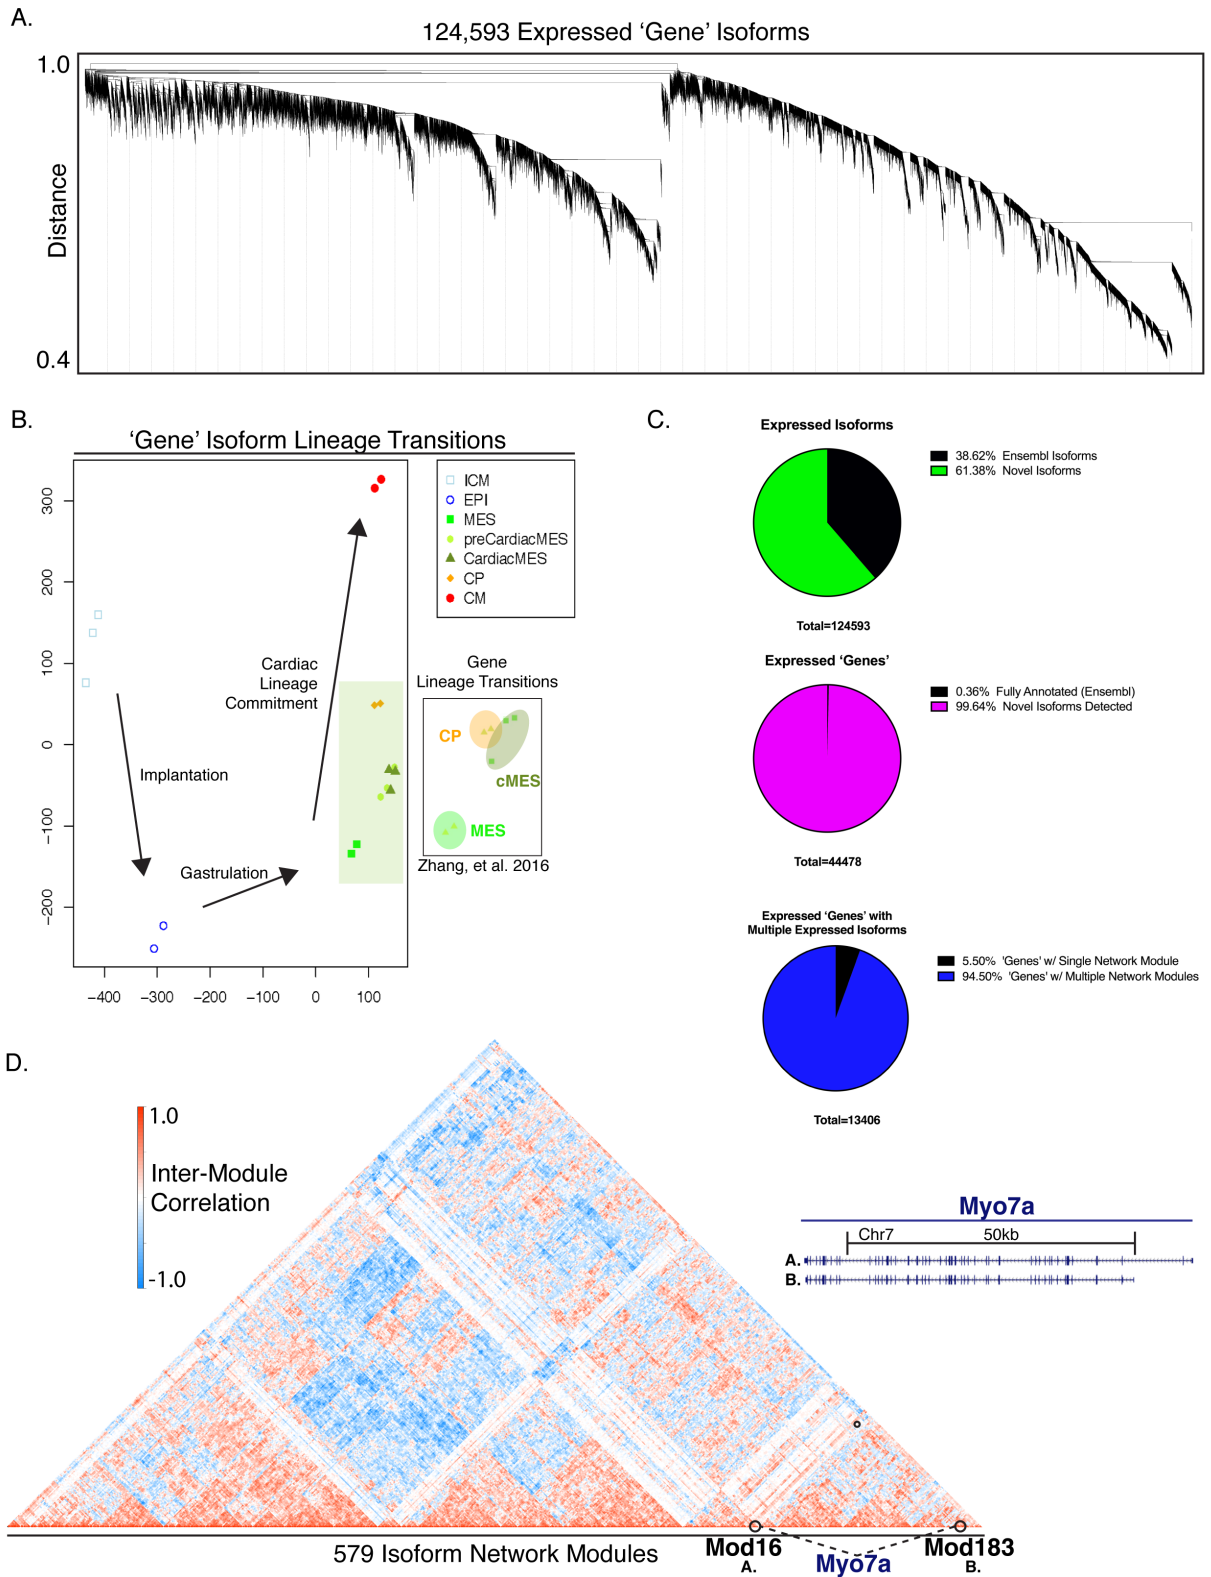 A.
124,593 Expressed ‘Gene’ Isoforms
1.0
Distance
0.4
B.
‘Gene’ Isoform Lineage Transitions
300
200
100
0
−100
−200
−400
−300
−200
−100
0
100
Implantation
Gastrulation
Cardiac
Lineage
Commitment
ICM
EPI
MES
preCardiacMES
CardiacMES
CP
CM
Gene
Lineage Transitions
CP
cMES
MES
Zhang, et al. 2016
C.
Expressed Isoforms
38.62% Ensembl Isoforms
61.38% Novel Isoforms
Total=124593
Expressed ‘Genes’
0.36% Fully Annotated (Ensembl)
99.64% Novel Isoforms Detected
Total=44478
Expressed ‘Genes’ with
Multiple Expressed Isoforms
5.50% 'Genes' w/ Single Network Module
94.50% 'Genes' w/ Multiple Network Modules
Total=13406
D.
1.0
Inter-Module
Correlation
-1.0
Myo7a
Chr7 50kb
A.
B.
579 Isoform Network Modules
Mod16
A.
Myo7a
Mod183
B.